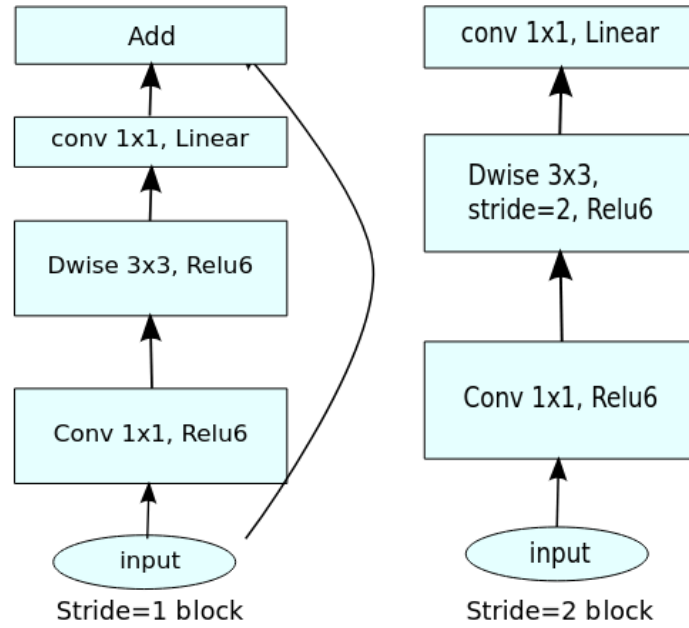 Add
conv 1x1, Linear
Dwise 3x3, Relu6
Conv 1x1, Relu6
input
Stride=1 block
conv 1x1, Linear
Dwise 3x3,
stride=2, Relu6
Conv 1x1, Relu6
input
Stride=2 block